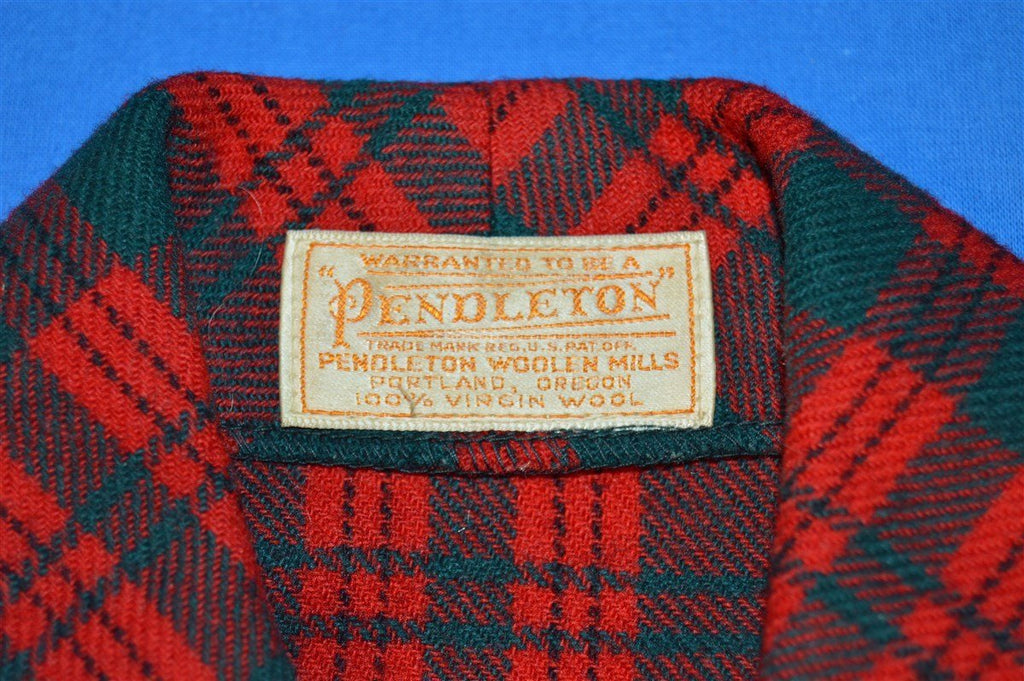 WARRANTED TO BE A
"PENDLETON"
TRADE MARK REG. U.S. PAT. OFF.
PENDLETON WOOLEN MILLS
PORTLAND, OREGON
100% VIRGIN WOOL